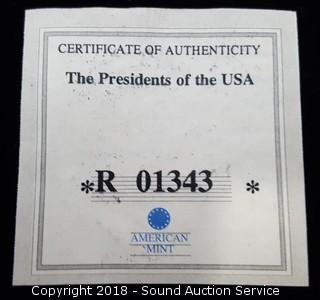 CERTIFICATE OF AUTHENTICITY
The Presidents of the USA
*R 01343 *
AMERICAN
MINT
Copyright 2018 - Sound Auction Service